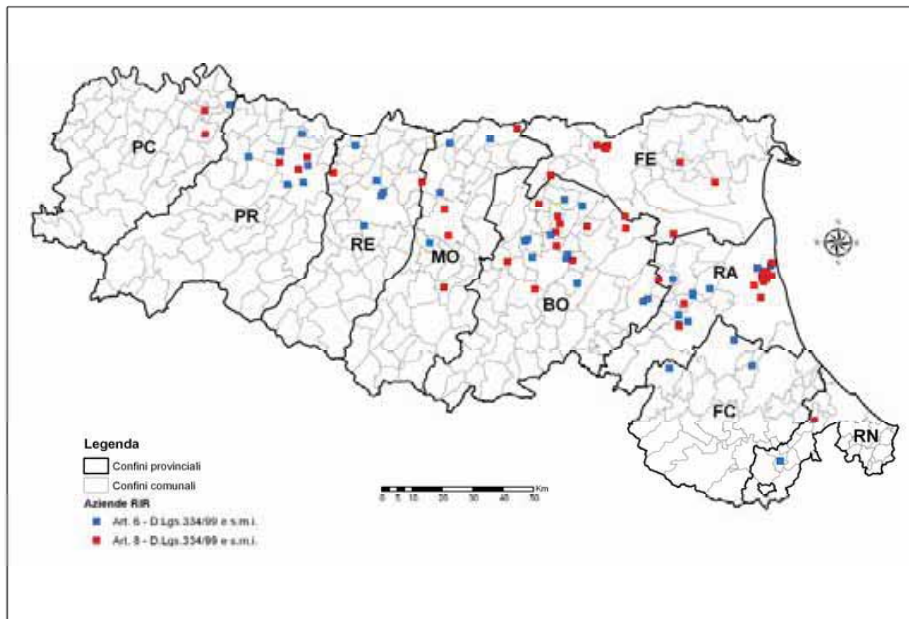 PC
PR
RE
MO
BO
FE
RA
FC
RN
Legenda
Confini provinciali
Confini comunali
Aziende RIR
Art. 6 - D.Lgs.334/99 e s.m.i.
Art. 8 - D.Lgs.334/99 e s.m.i.
Km
0 5 10 20 30 40 50